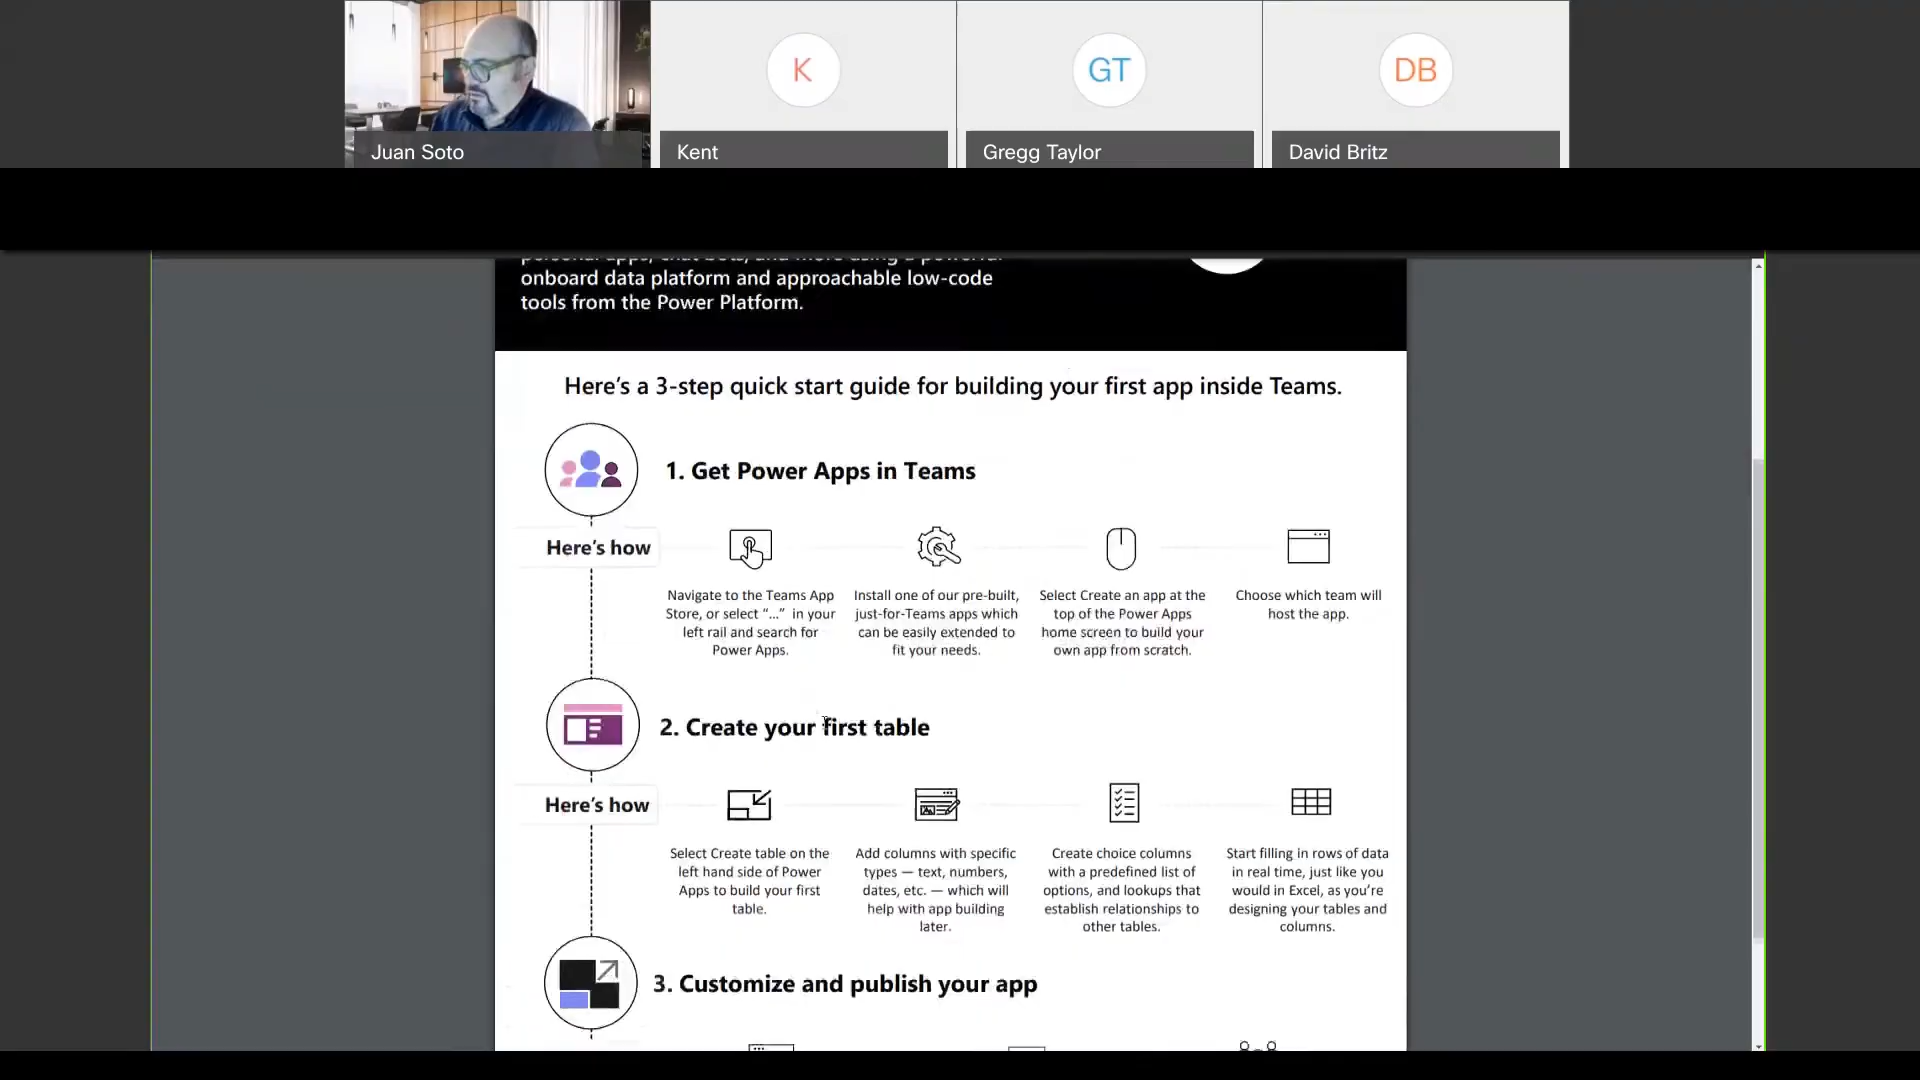 K
GT
DB
Juan Soto
Kent
Gregg Taylor
David Britz
personal apps, chat bots, and more using a powerful
onboard data platform and approachable low-code
tools from the Power Platform.
Here’s a 3-step quick start guide for building your first app inside Teams.
1. Get Power Apps in Teams
Here’s how
Navigate to the Teams App
Store, or select “...” in your
left rail and search for
Power Apps.
Install one of our pre-built,
just-for-Teams apps which
can be easily extended to
fit your needs.
Select Create an app at the
top of the Power Apps
home screen to build your
own app from scratch.
Choose which team will
host the app.
2. Create your first table
Here’s how
Select Create table on the
left hand side of Power
Apps to build your first
table.
Add columns with specific
types — text, numbers,
dates, etc. — which will
help with app building
later.
Create choice columns
with a predefined list of
options, and lookups that
establish relationships to
other tables.
Start filling in rows of data
in real time, just like you
would in Excel, as you’re
designing your tables and
columns.
3. Customize and publish your app